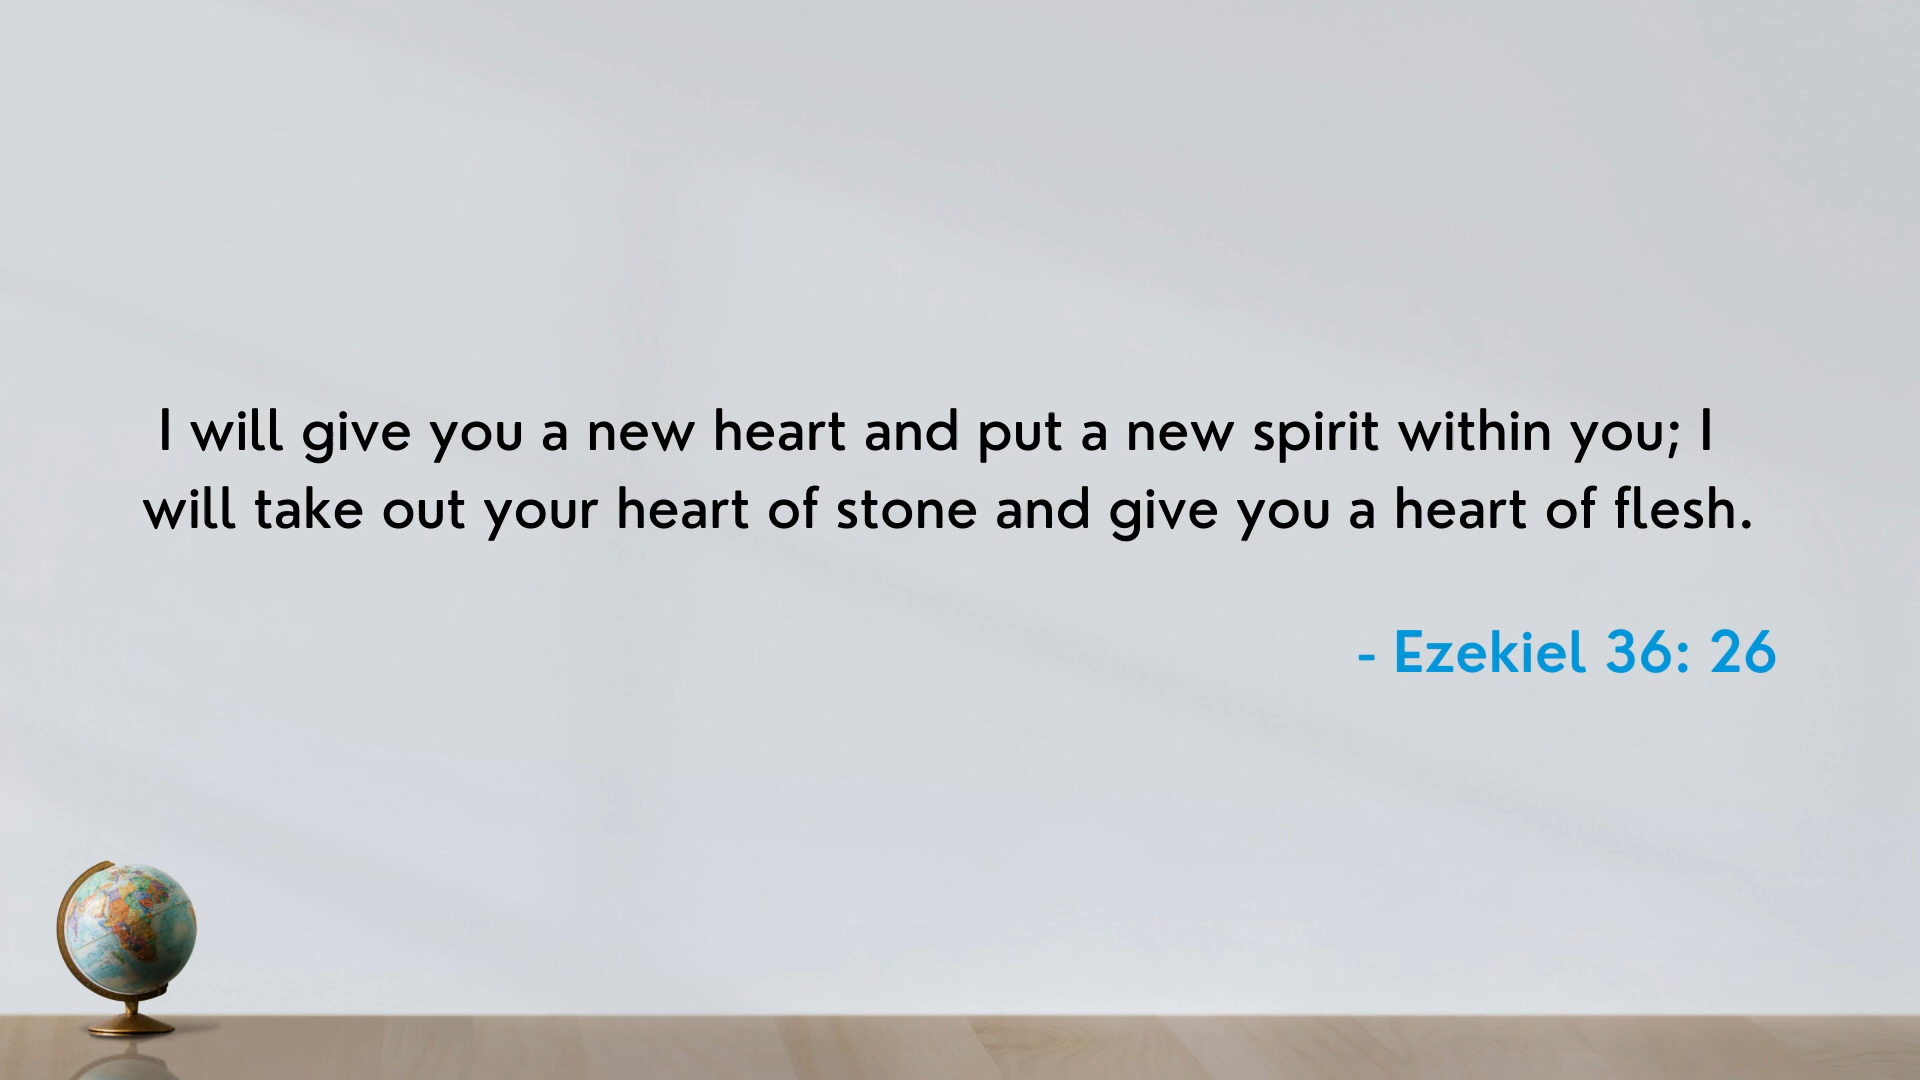 I will give you a new heart and put a new spirit within you; I
will take out your heart of stone and give you a heart of flesh.
- Ezekiel 36: 26